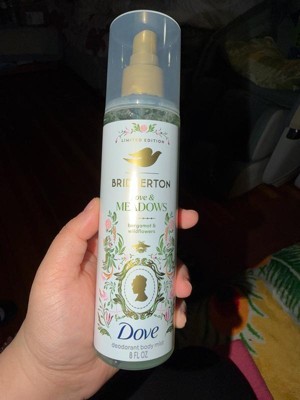 LIMITED EDITION
BRIDGERTON
Love &
MEADOWS
bergamot &
wildflowers
Dove
deodorant body mist
8 FL OZ